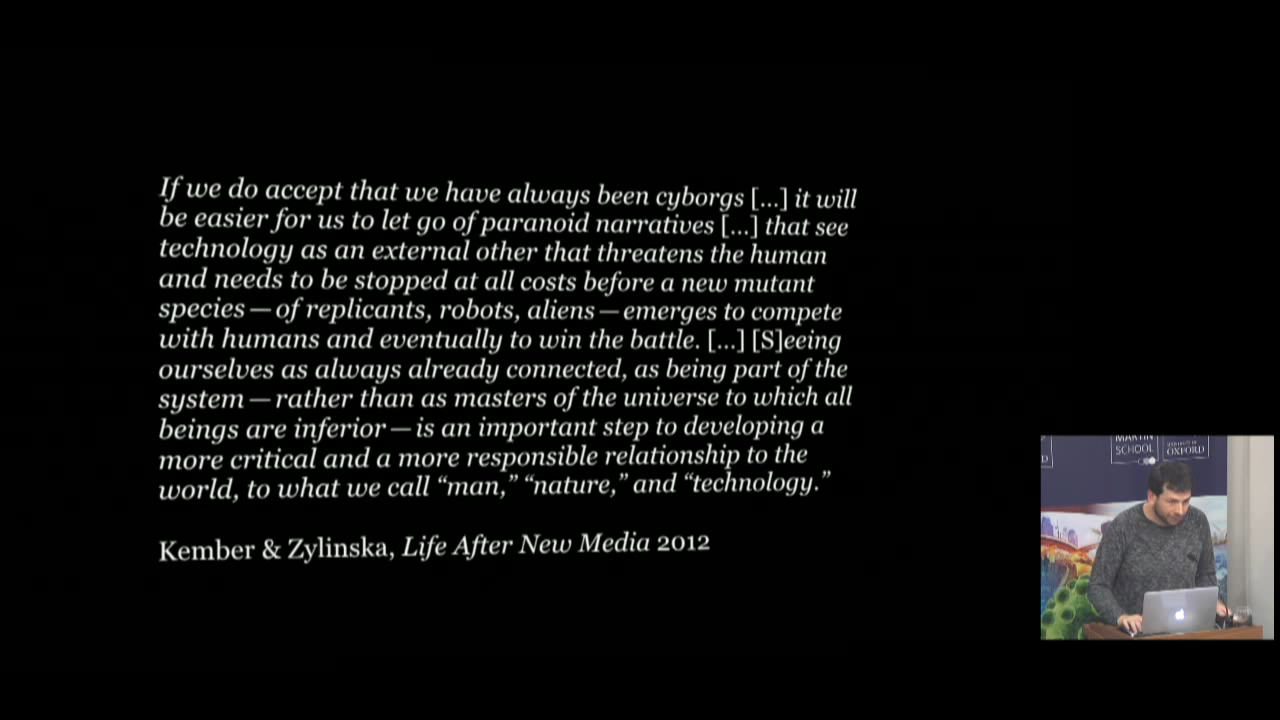 If we do accept that we have always been cyborgs [...] it will
be easier for us to let go of paranoid narratives [...] that see
technology as an external other that threatens the human
and needs to be stopped at all costs before a new mutant
species — of replicants, robots, aliens — emerges to compete
with humans and eventually to win the battle. [...] [S]eeing
ourselves as always already connected, as being part of the
system — rather than as masters of the universe to which all
beings are inferior — is an important step to developing a
more critical and a more responsible relationship to the
world, to what we call “man,” “nature,” and “technology.”
Kember & Zylinska, Life After New Media 2012
MARTIN
SCHOOL
UNIVERSITY OF
OXFORD